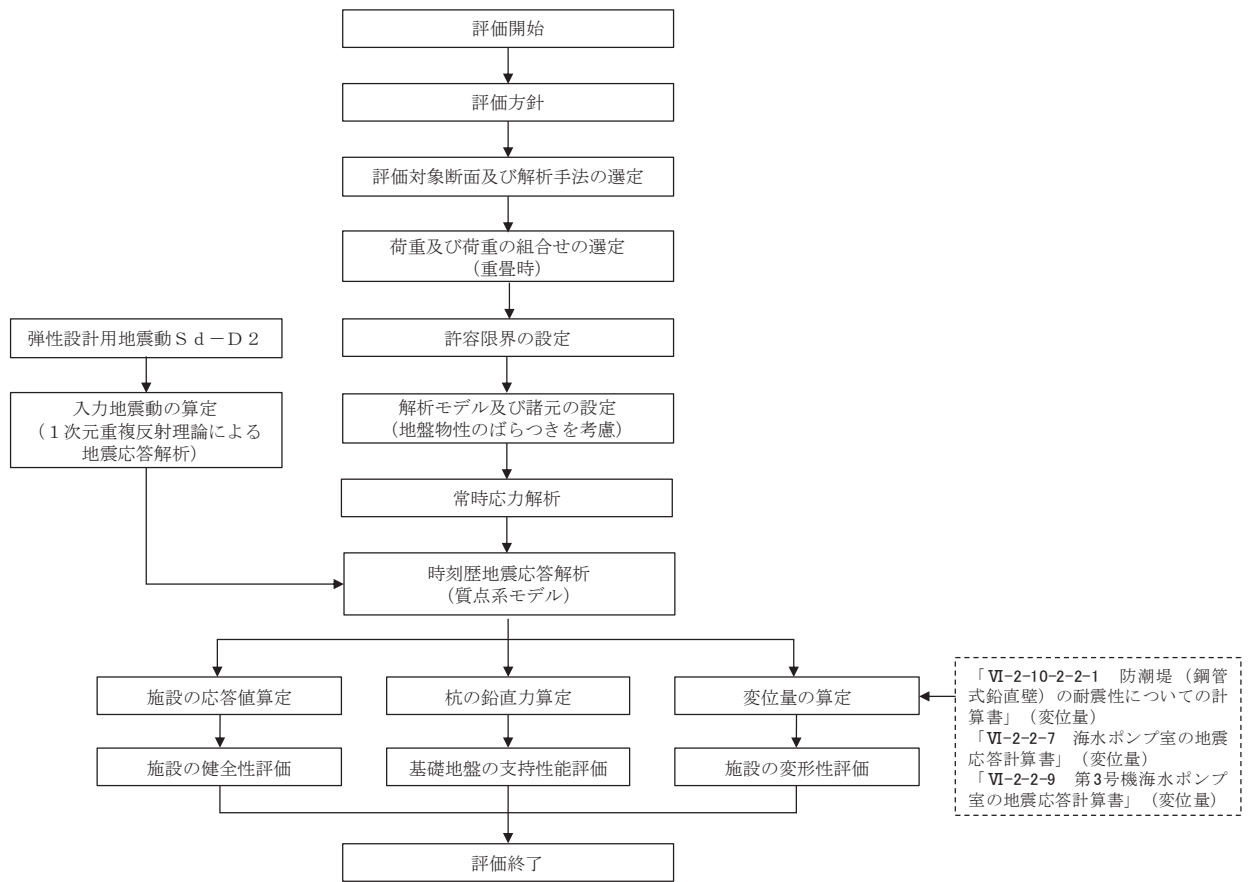 評価開始
評価方針
評価対象断面及び解析手法の選定
荷重及び荷重の組合せの選定
（重畳時）
弾性設計用地震動Ｓｄ－Ｄ２
許容限界の設定
入力地震動の算定
（１次元重複反射理論による
地震応答解析）
解析モデル及び諸元の設定
（地盤物性のばらつきを考慮）
常時応力解析
時刻歴地震応答解析
（質点系モデル）
施設の応答値算定
杭の鉛直力算定
変位量の算定
「Ⅵ-2-10-2-2-1　防潮堤（鋼管
式鉛直壁）の耐震性についての計
算書」（変位量）
「Ⅵ-2-2-7　海水ポンプ室の地震
応答計算書」（変位量）
「Ⅵ-2-2-9　第3号機海水ポンプ
室の地震応答計算書」（変位量）
施設の健全性評価
基礎地盤の支持性能評価
施設の変形性評価
評価終了